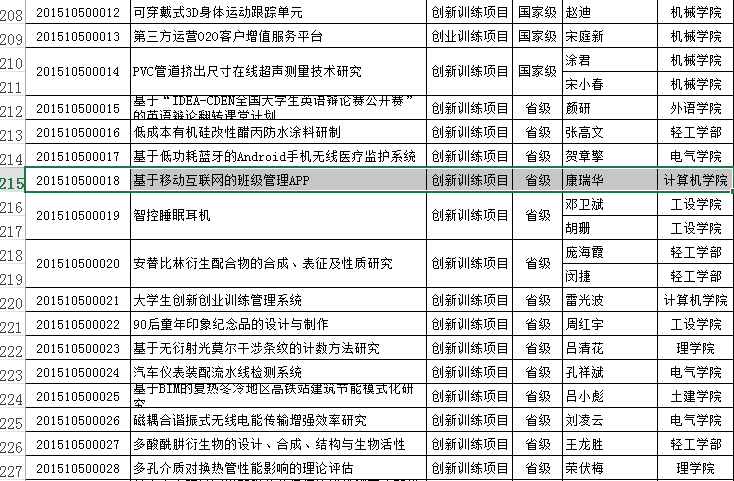 208 201510500012 可穿戴式3D身体运动跟踪单元 创新训练项目 国家级 赵迪 机械学院
209 201510500013 第三方运营O2O客户增值服务平台 创业训练项目 国家级 宋庭新 机械学院
210 201510500014 PVC管道挤出尺寸在线超声测量技术研究 创新训练项目 国家级 涂君 机械学院
211 宋小春 机械学院
212 201510500015 基于“IDEA-CDEN全国大学生英语辩论赛公开赛” 创新训练项目 省级 颜研 外语学院
的英语辩论翻转课堂计划
213 201510500016 低成本有机硅改性醋丙防水涂料研制 创新训练项目 省级 张高文 轻工学部
214 201510500017 基于低功耗蓝牙的Android手机无线医疗监护系统 创新训练项目 省级 贺章擎 电气学院
215 201510500018 基于移动互联网的班级管理APP 创新训练项目 省级 康瑞华 计算机学院
216 201510500019 智控睡眠耳机 创新训练项目 省级 邓卫斌 工设学院
217 胡珊 工设学院
218 201510500020 安替比林衍生配合物的合成、表征及性质研究 创新训练项目 省级 庞海霞 轻工学部
219 闵捷 轻工学部
220 201510500021 大学生创新创业训练管理系统 创新训练项目 省级 雷光波 计算机学院
221 201510500022 90后童年印象纪念品的设计与制作 创新训练项目 省级 周红宇 工设学院
222 201510500023 基于无衍射光莫尔干涉条纹的计数方法研究 创新训练项目 省级 吕清花 理学院
223 201510500024 汽车仪表装配流水线检测系统 创新训练项目 省级 孔祥斌 电气学院
224 201510500025 基于BIM的夏热冬冷地区高铁站建筑节能模式化研 创新训练项目 省级 吕小彪 土建学院
究
225 201510500026 磁耦合谐振式无线电能传输增强效率研究 创新训练项目 省级 刘凌云 电气学院
226 201510500027 多酸酰肼衍生物的设计、合成、结构与生物活性 创新训练项目 省级 王龙胜 轻工学部
227 201510500028 多孔介质对换热管性能影响的理论评估 创新训练项目 省级 荣伏梅 理学院